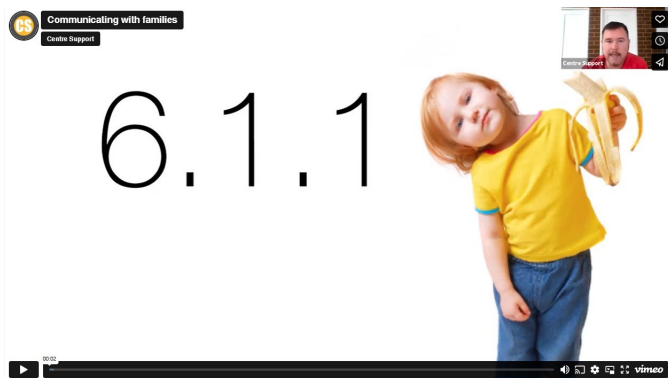 CS
Communicating with families
Centre Support
Centre Support
6.1.1
00:02
vimeo